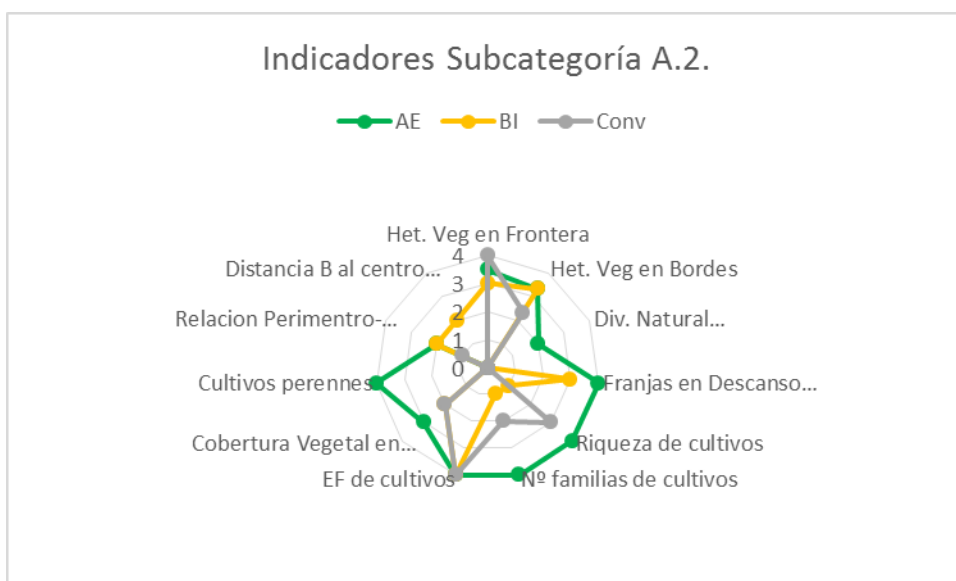 Indicadores Subcategoría A.2.
AE
BI
Conv
Het. Veg en Frontera
Het. Veg en Bordes
Div. Natural...
Franjas en Descanso...
Riqueza de cultivos
Nº familias de cultivos
EF de cultivos
Cobertura Vegetal en...
Cultivos perennes
Relacion Perimentro-...
Distancia B al centro...
4
3
2
1
0